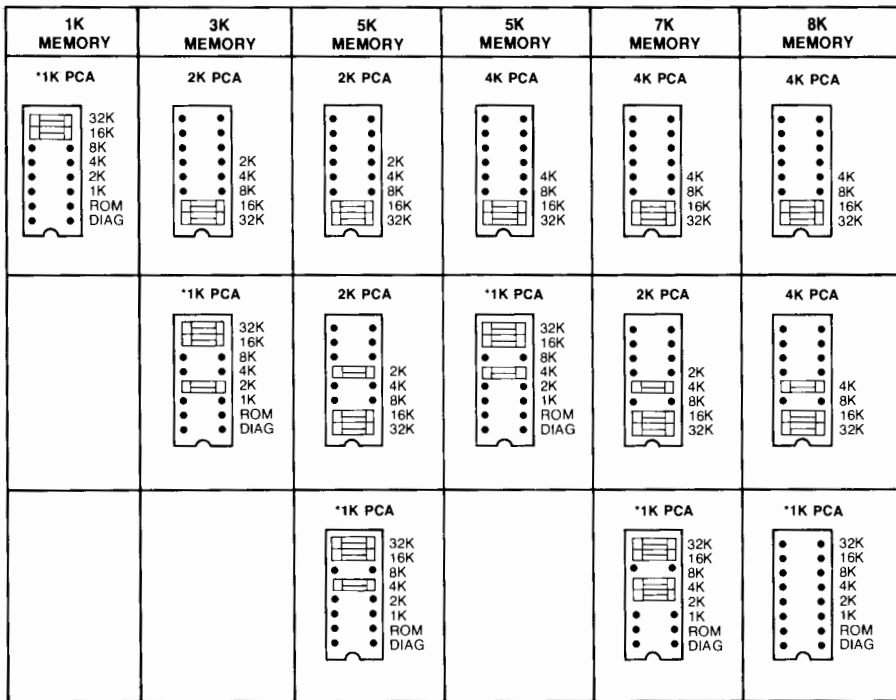 1K MEMORY
3K MEMORY
5K MEMORY
5K MEMORY
7K MEMORY
8K MEMORY
*1K PCA
32K
16K
8K
4K
2K
1K
ROM
DIAG
2K PCA
2K
4K
8K
16K
32K
2K PCA
2K
4K
8K
16K
32K
4K PCA
4K
8K
16K
32K
4K PCA
4K
8K
16K
32K
4K PCA
4K
8K
16K
32K
*1K PCA
32K
16K
8K
4K
2K
1K
ROM
DIAG
2K PCA
2K
4K
8K
16K
32K
*1K PCA
32K
16K
8K
4K
2K
1K
ROM
DIAG
2K PCA
2K
4K
8K
16K
32K
4K PCA
4K
8K
16K
32K
*1K PCA
32K
16K
8K
4K
2K
1K
ROM
DIAG
*1K PCA
32K
16K
8K
4K
2K
1K
ROM
DIAG
*1K PCA
32K
16K
8K
4K
2K
1K
ROM
DIAG